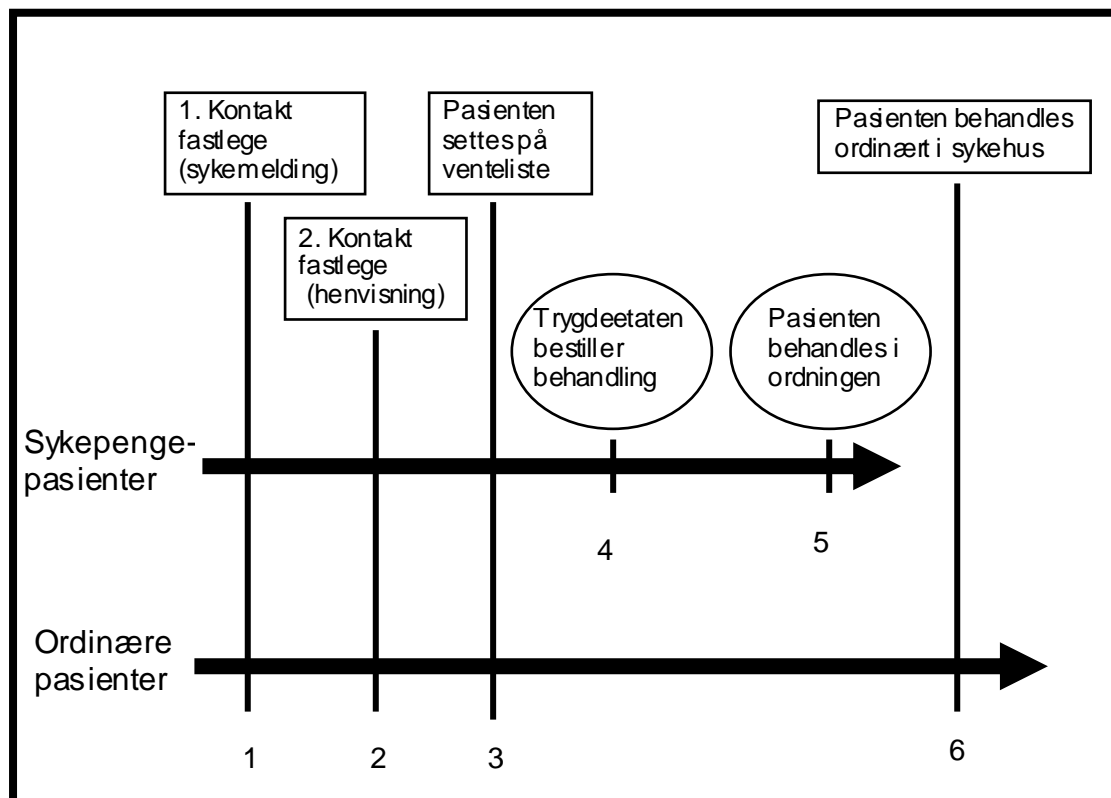 1. Kontakt
fastlege
(sykemelding)
Pasienten
settes på
venteliste
Pasienten behandles
ordinært i sykehus
2. Kontakt
fastlege
(henvisning)
Trygdeetaten
bestiller
behandling
Pasienten
behandles i
ordningen
Sykepenge-
pasienter
4
5
Ordinære
pasienter
1
2
3
6